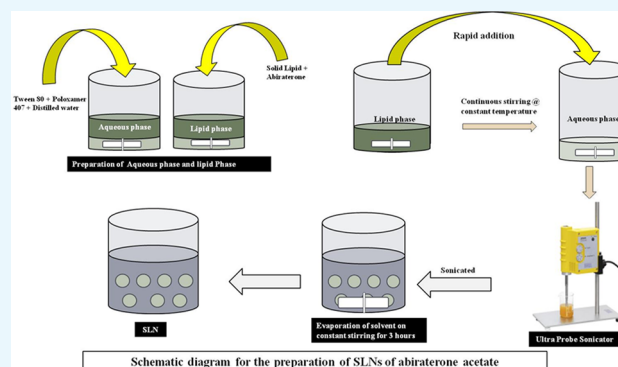 Tween 80 + Poloxamer
407 + Distilled water
Solid Lipid +
Abiraterone
Aqueous phase
Lipid phase
Preparation of Aqueous phase and lipid Phase
Rapid addition
Lipid phase
Continuous stirring @
constant temperature
Aqueous phase
Ultra Probe Sonicator
Sonicated
Evaporation of solvent on
constant stirring for 3 hours
SLN
Schematic diagram for the preparation of SLNs of abiraterone acetate